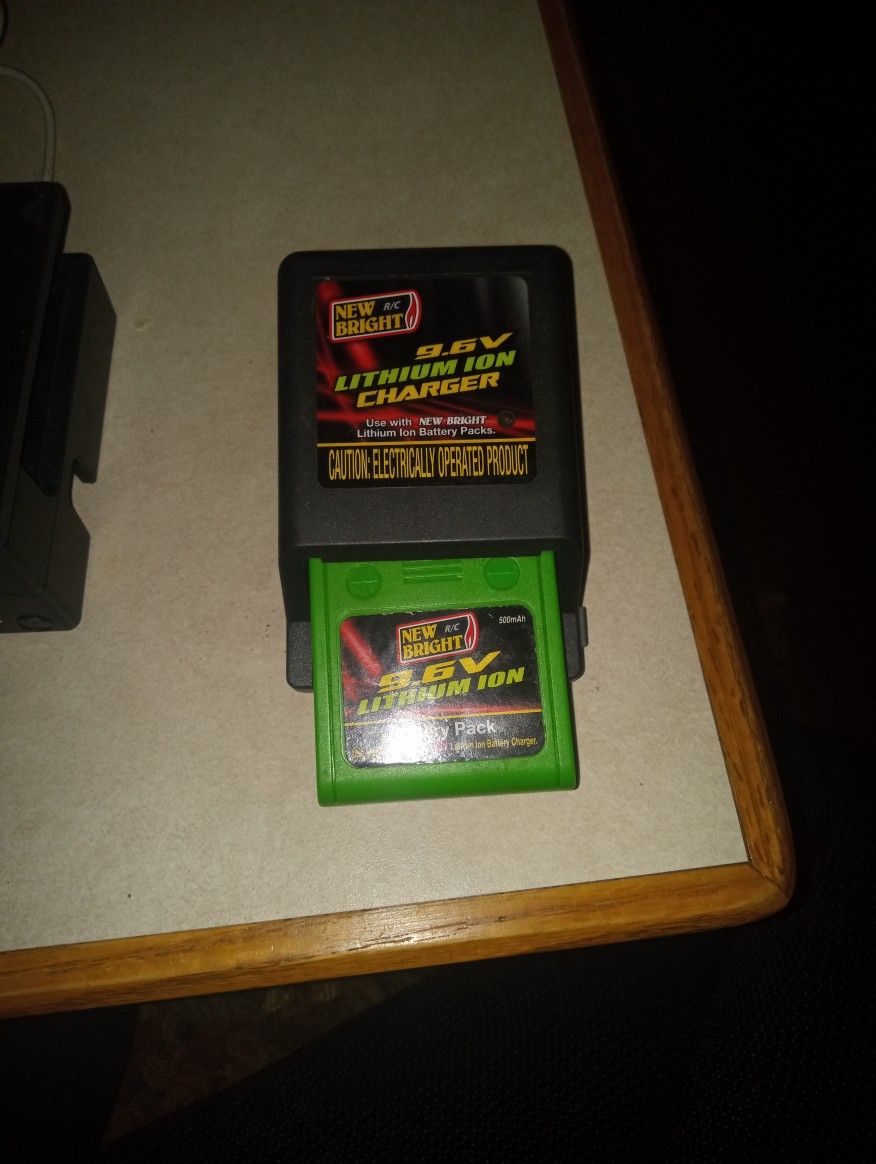 NEW R/C
BRIGHT
9.6V
LITHIUM ION
CHARGER
Use with NEW BRIGHT
Lithium Ion Battery Packs.
CAUTION: ELECTRICALLY OPERATED PRODUCT
500mAh
NEW R/C
BRIGHT
9.6V
LITHIUM ION
Pack
Lithium Ion Battery Charger.